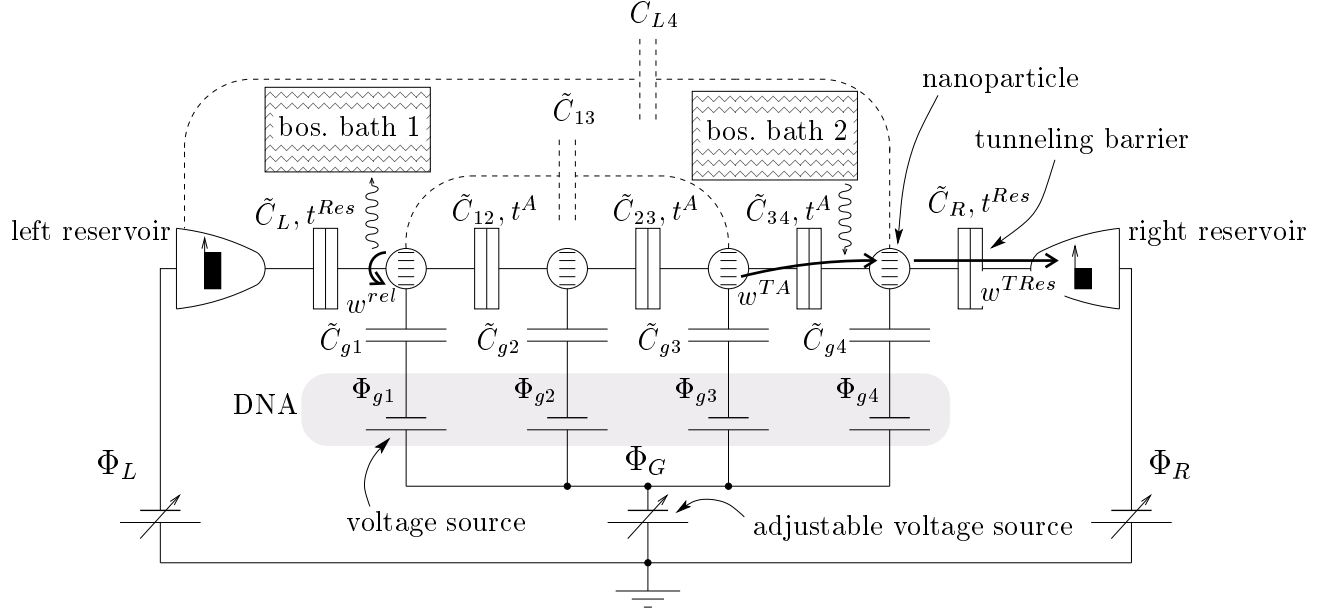 C_{L4}
nanoparticle
C̃_{13}
bos. bath 1
bos. bath 2
tunneling barrier
C̃_L, t^{Res}
C̃_{12}, t^A
C̃_{23}, t^A
C̃_{34}, t^A
C̃_R, t^{Res}
left reservoir
right reservoir
w^{rel}
w^{TA}
w^{TRes}
C̃_{g1}
C̃_{g2}
C̃_{g3}
C̃_{g4}
Φ_{g1}
Φ_{g2}
Φ_{g3}
Φ_{g4}
DNA
Φ_L
Φ_G
Φ_R
voltage source
adjustable voltage source